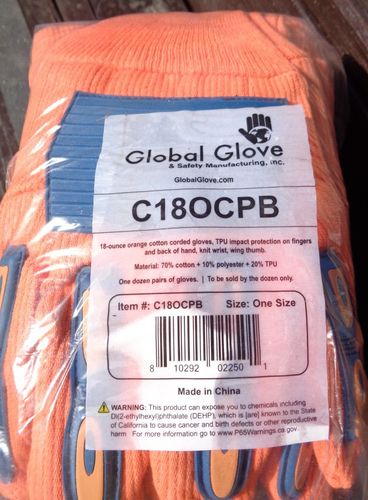 Global Glove
& Safety Manufacturing, inc.
GlobalGlove.com
C18OCPB
18-ounce orange cotton corded gloves, TPU impact protection on fingers
and back of hand, knit wrist, wing thumb.
Material: 70% cotton + 10% polyester + 20% TPU
One dozen pairs of gloves. | To be sold by the dozen only.
Item #: C18OCPB Size: One Size
8 10292 02250 1
Made in China
WARNING: This product can expose you to chemicals including
Di(2-ethylhexyl)phthalate (DEHP), which is [are] known to the State
of California to cause cancer and birth defects or other reproductive
harm. For more information go to www.P65Warnings.ca.gov.